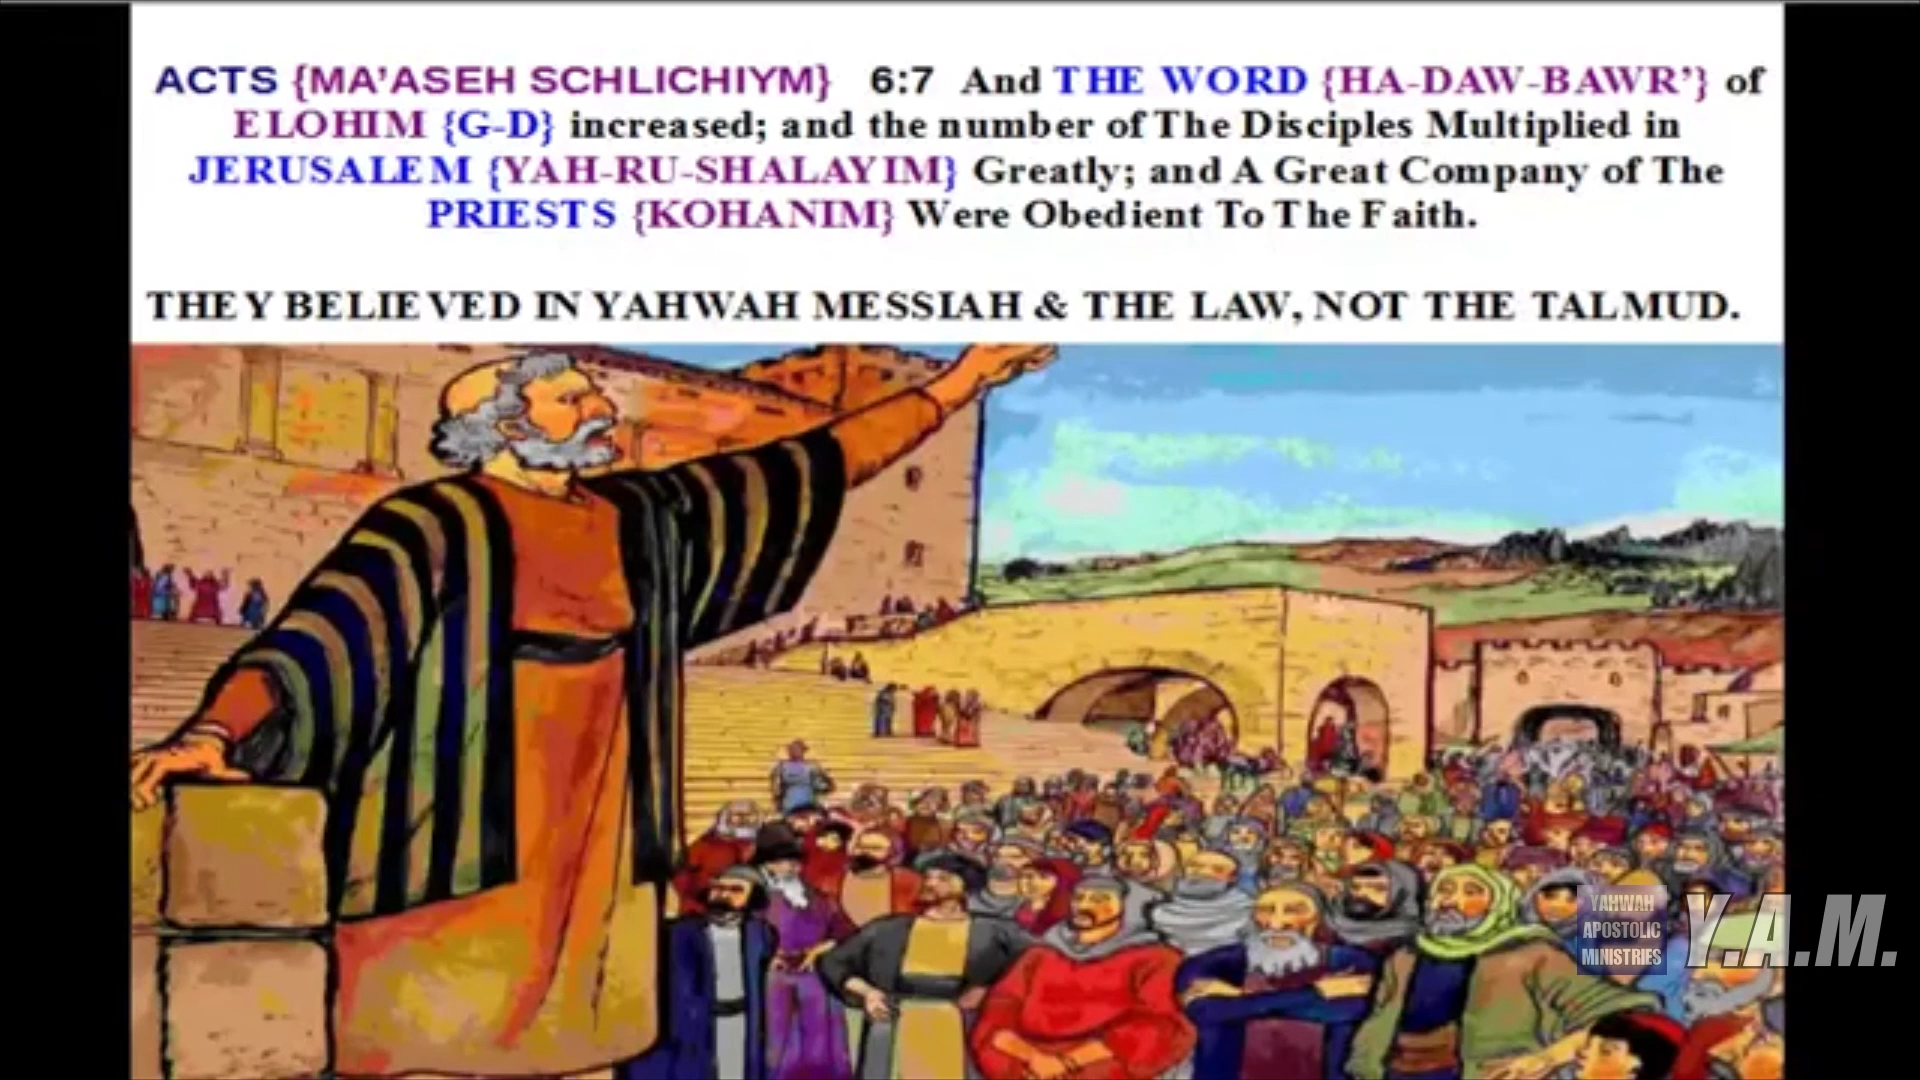 ACTS {MA'ASEH SCHLICHIYM} 6:7 And THE WORD {HA-DAW-BAWR’} of
ELOHIM {G-D} increased; and the number of The Disciples Multiplied in
JERUSALEM {YAH-RU-SHALAYIM} Greatly; and A Great Company of The
PRIESTS {KOHANIM} Were Obedient To The Faith.
THEY BELIEVED IN YAHWAH MESSIAH & THE LAW, NOT THE TALMUD.
YAHWAH
APOSTOLIC
MINISTRIES
Y.A.M.